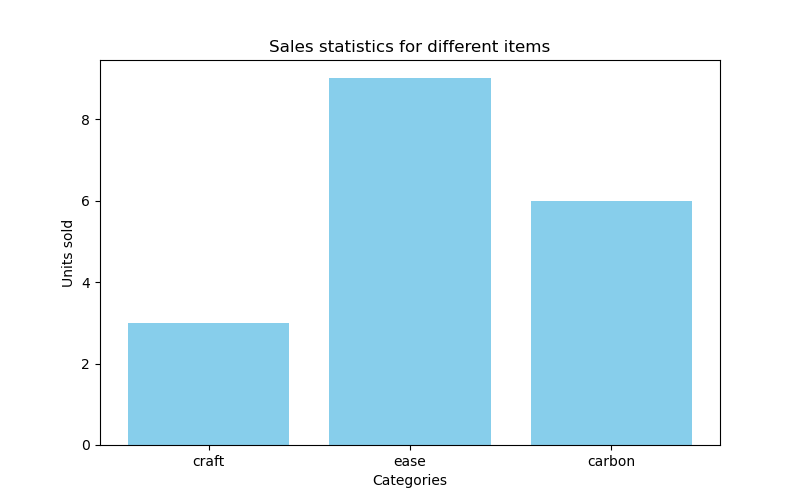 Sales statistics for different items
Units sold
8
6
4
2
0
craft ease carbon
Categories